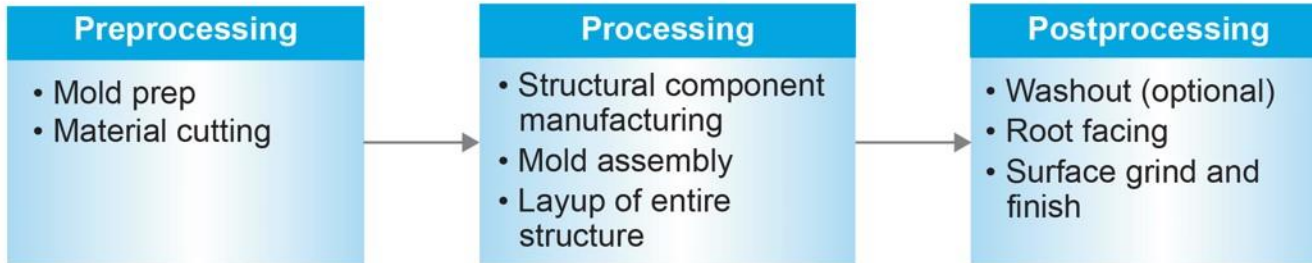 Preprocessing
• Mold prep
• Material cutting
Processing
• Structural component
manufacturing
• Mold assembly
• Layup of entire
structure
Postprocessing
• Washout (optional)
• Root facing
• Surface grind and
finish